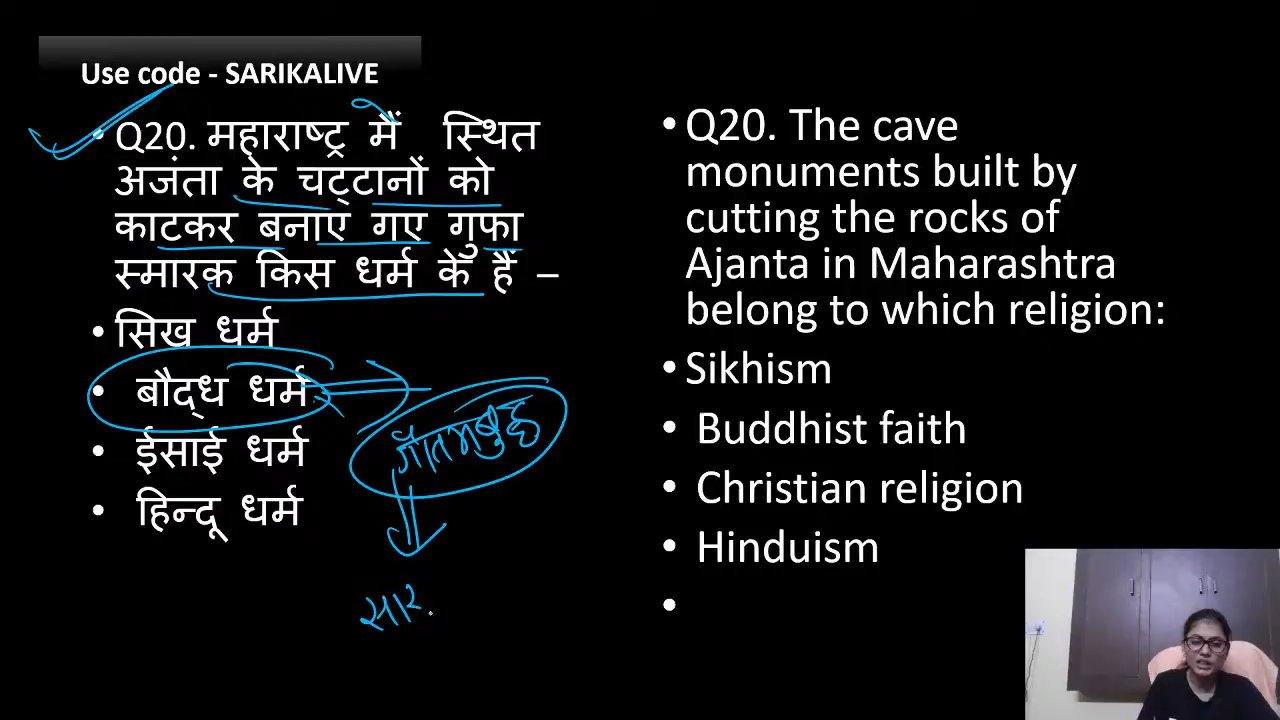 Use code - SARIKALIVE
• Q20. महाराष्ट्र में स्थित
अजंता के चट्टानों को
काटकर बनाए गए गुफा
स्मारक किस धर्म के हैं –
• सिख धर्म
• बौद्ध धर्म
• ईसाई धर्म
• हिन्दू धर्म
गौतम बुद्ध
सार
• Q20. The cave
monuments built by
cutting the rocks of
Ajanta in Maharashtra
belong to which religion:
• Sikhism
• Buddhist faith
• Christian religion
• Hinduism
•